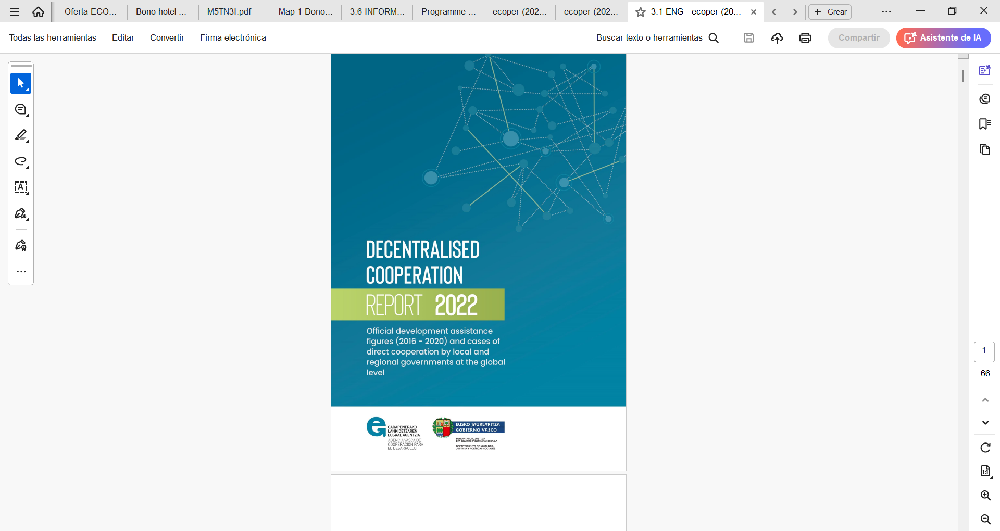 Oferta ECO...
Bono hotel ...
M5TN3I.pdf
Map 1 Dono...
3.6 INFORM...
Programme ...
ecoper (202...
ecoper (202...
3.1 ENG - ecoper (20...
Crear
Todas las herramientas
Editar
Convertir
Firma electrónica
Buscar texto o herramientas
Compartir
Asistente de IA
DECENTRALISED
COOPERATION
REPORT 2022
Official development assistance
figures (2016 - 2020) and cases of
direct cooperation by local and
regional governments at the global
level
GARAPENERAKO
LANKIDETZAREN
EUSKAL AGENTZIA
AGENCIA VASCA DE
COOPERACIÓN PARA
EL DESARROLLO
EUSKO JAURLARITZA
GOBIERNO VASCO
BERDINTASUN, JUSTIZIA
ETA GIZARTE POLITIKETAKO SAILA
DEPARTAMENTO DE IGUALDAD,
JUSTICIA Y POLÍTICAS SOCIALES
1
66